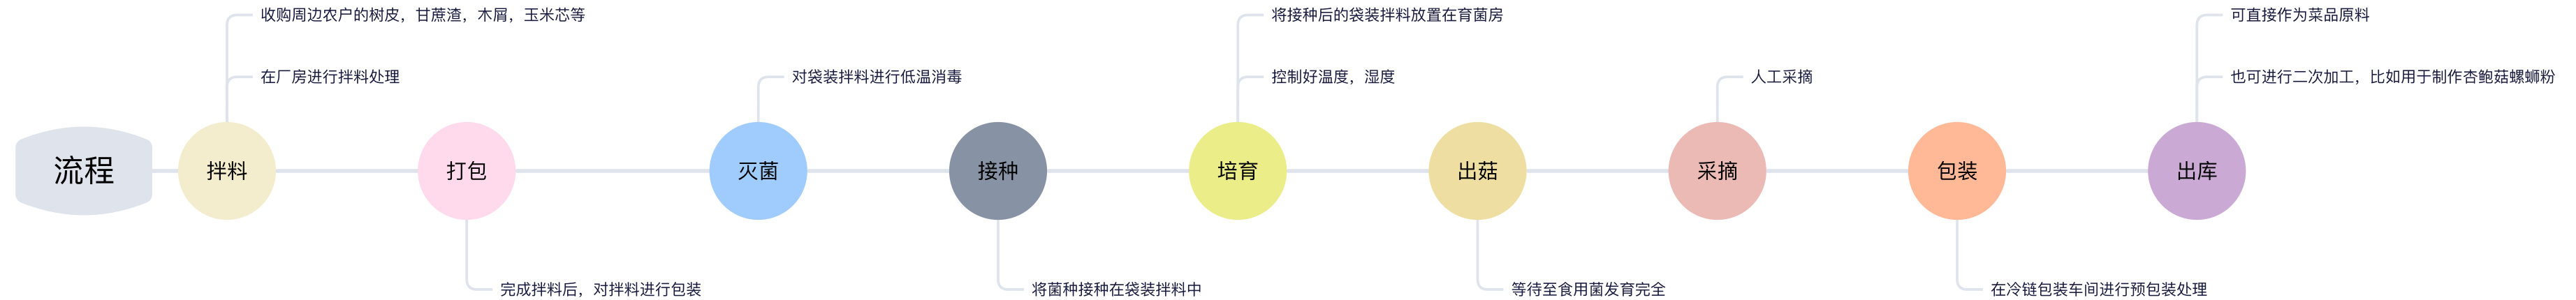 流程
拌料
收购周边农户的树皮，甘蔗渣，木屑，玉米芯等
在厂房进行拌料处理
打包
完成拌料后，对拌料进行包装
灭菌
对袋装拌料进行低温消毒
接种
将菌种接种在袋装拌料中
培育
将接种后的袋装拌料放置在育菌房
控制好温度，湿度
出菇
等待至食用菌发育完全
采摘
人工采摘
包装
在冷链包装车间进行预包装处理
出库
可直接作为菜品原料
也可进行二次加工，比如用于制作杏鲍菇螺蛳粉